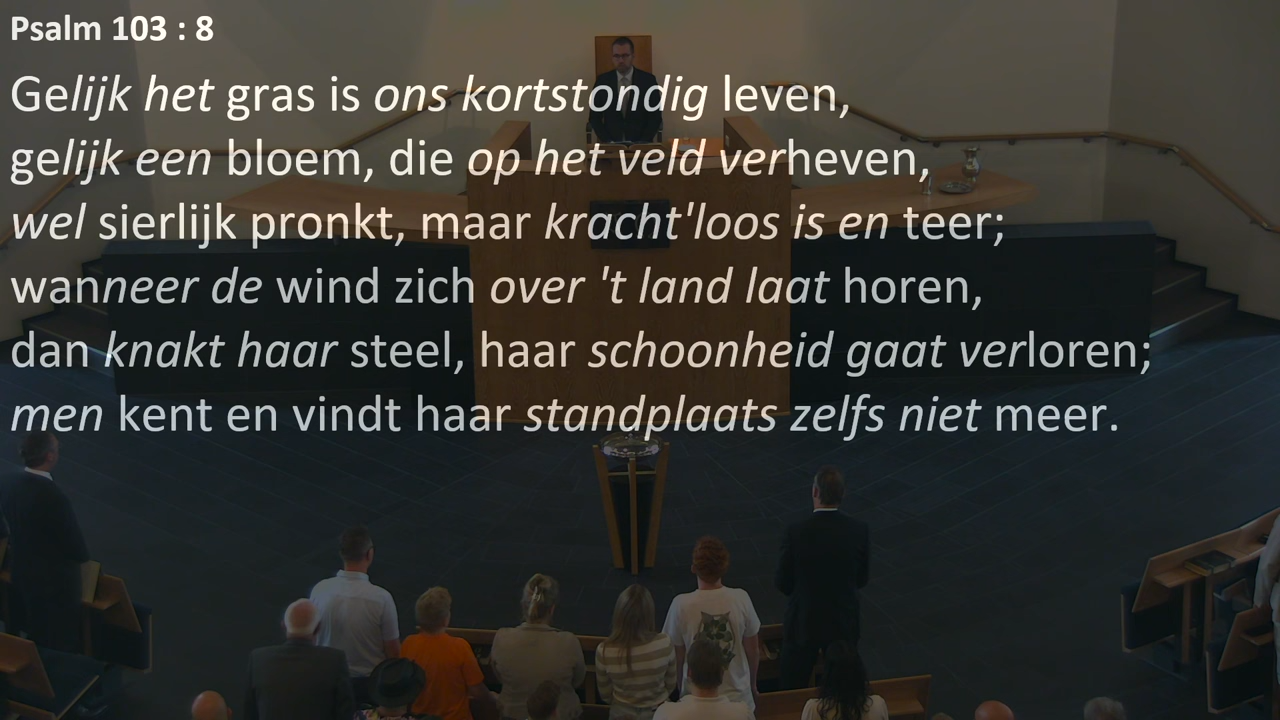 Psalm 103 : 8
Gelijk het gras is ons kortstondig leven,
gelijk een bloem, die op het veld verheven,
wel sierlijk pronkt, maar kracht'loos is en teer;
wanneer de wind zich over 't land laat horen,
dan knakt haar steel, haar schoonheid gaat verloren;
men kent en vindt haar standplaats zelfs niet meer.